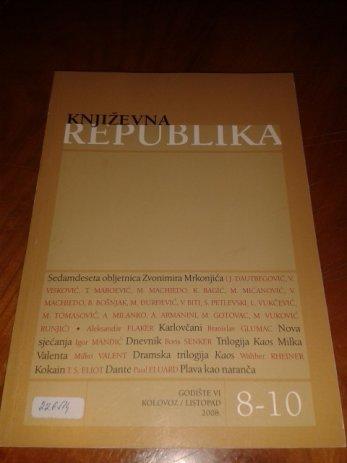 KNJIŽEVNA
REPUBLIKA
Sedamdeseta obljetnica Zvonimira Mrkonjića (J. DAUTBEGOVIĆ, V.
VISKOVIĆ, T. MAROEVIĆ, M. MACHIEDO, K. BAGIĆ, M. MIĆANOVIĆ, V.
MACHIEDO, B. BOŠNJAK, M. ĐURĐEVIĆ, V. BITI, S. PETLEVSKI, L. VUKČEVIĆ,
M. TOMASOVIĆ, A. MILANKO, A. ARMANINI, M. GOTOVAC, M. VUKOVIĆ
RUNJIĆ) • Aleksandar FLAKER Karlovčani Branislav GLUMAC Nova
sjećanja Igor MANDIĆ Dnevnik Boris SENKER Trilogija Kaos Milka
Valenta Milko VALENT Dramska trilogija Kaos Walther RHEINER
Kokain T. S. ELIOT Dante Paul ELUARD Plava kao naranča
GODIŠTE VI
KOLOVOZ / LISTOPAD
2008.
8-10